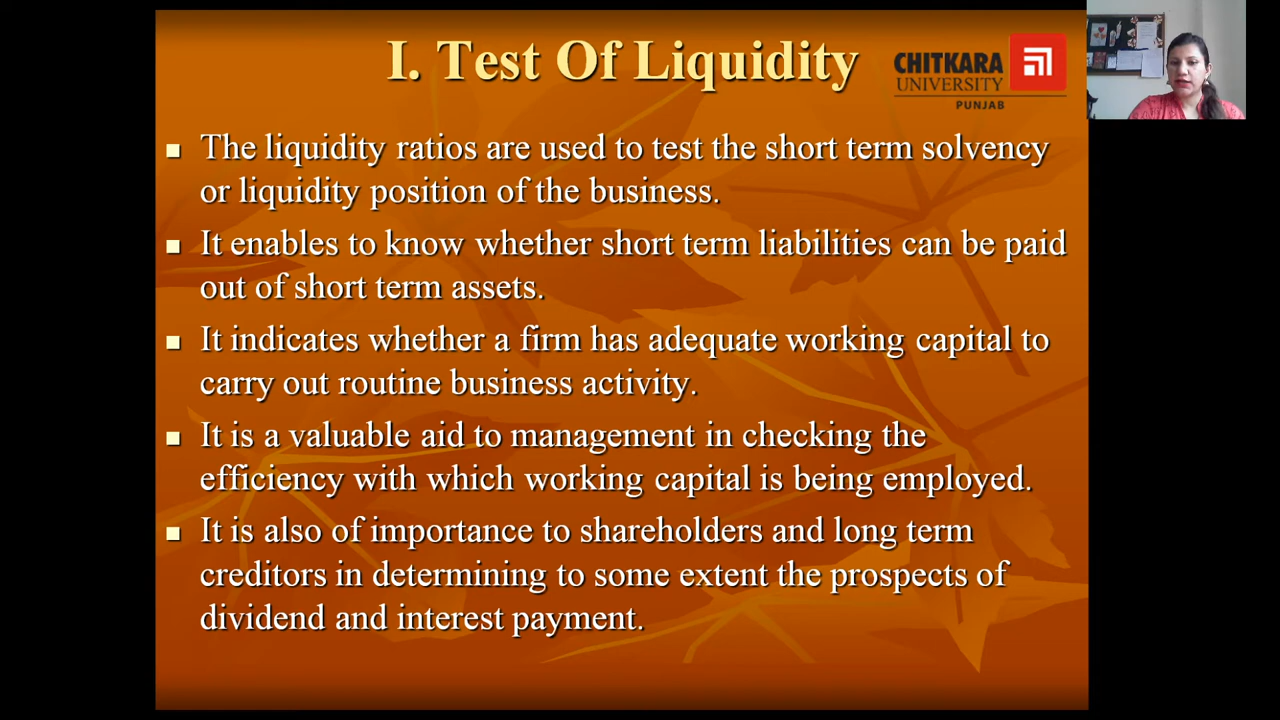 I. Test Of Liquidity
CHITKARA
UNIVERSITY
PUNJAB
The liquidity ratios are used to test the short term solvency
or liquidity position of the business.
It enables to know whether short term liabilities can be paid
out of short term assets.
It indicates whether a firm has adequate working capital to
carry out routine business activity.
It is a valuable aid to management in checking the
efficiency with which working capital is being employed.
It is also of importance to shareholders and long term
creditors in determining to some extent the prospects of
dividend and interest payment.